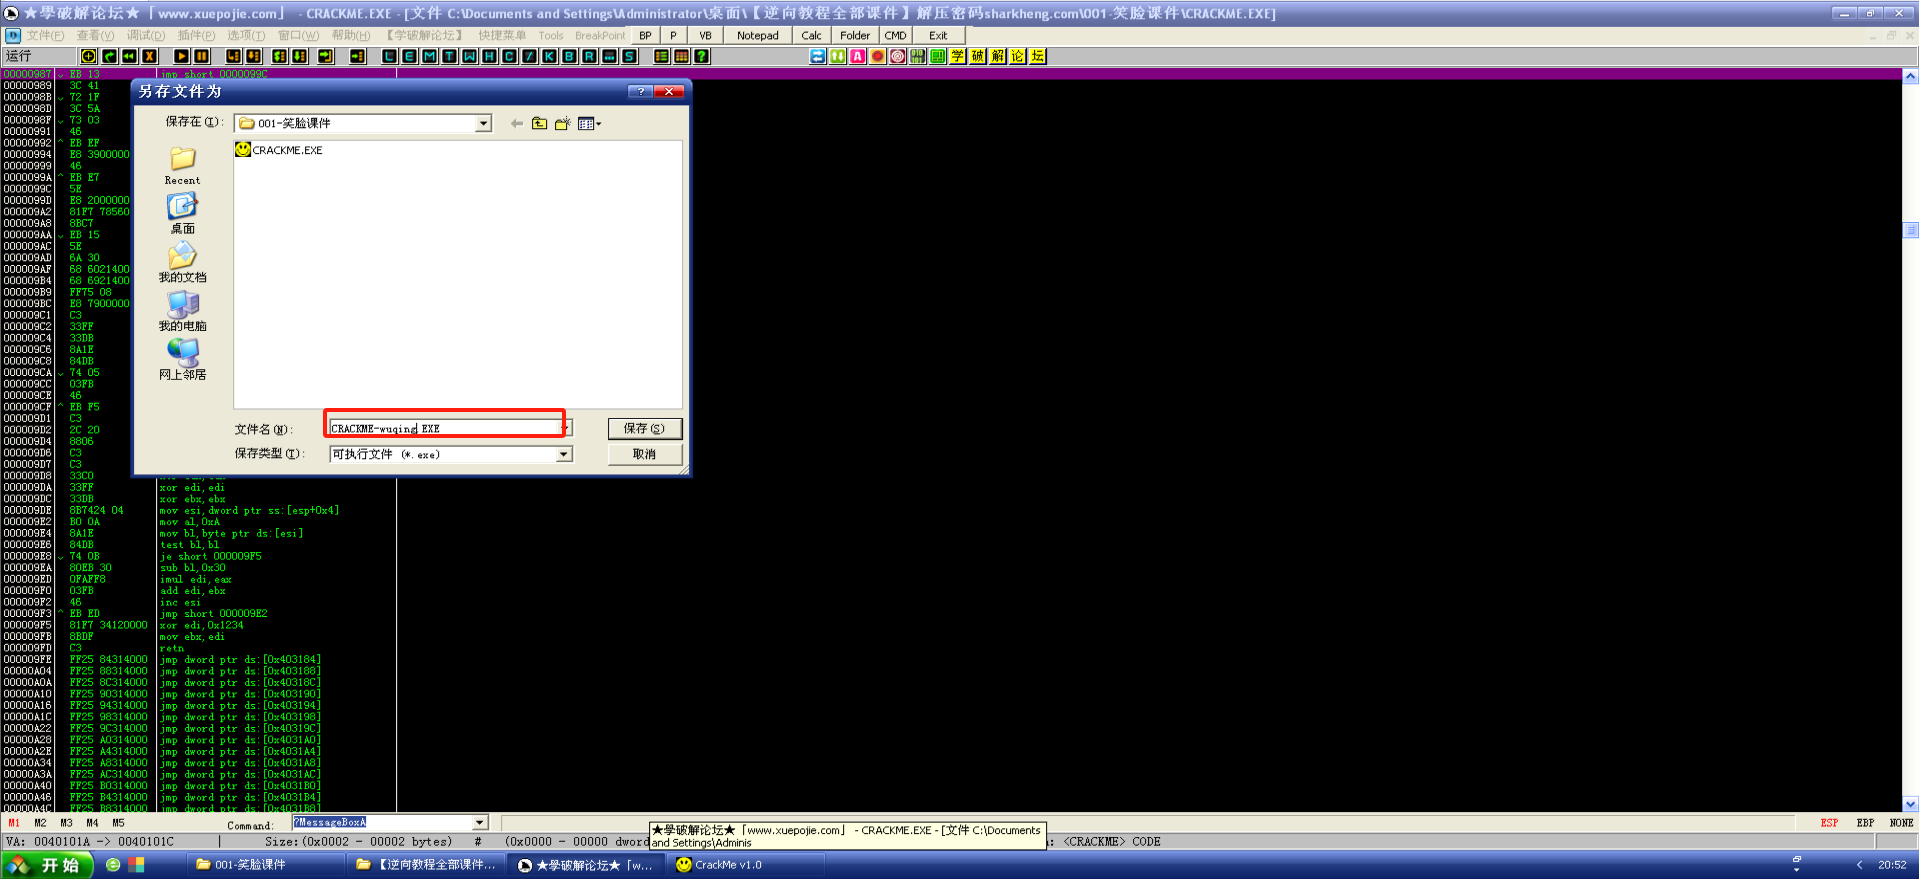 ★學破解论坛★「www.xuepojie.com」 - CRACKME.EXE - [文件 C:\Documents and Settings\Administrator\桌面\【逆向教程全部课件】解压密码sharkheng.com\001-笑脸课件\CRACKME.EXE]
文件(F) 查看(V) 调试(D) 插件(P) 选项(T) 窗口(W) 帮助(H) 【学破解论坛】 快捷菜单 Tools BreakPoint BP P VB Notepad Calc Folder CMD Exit
运行 L E M T W H C / K B R ... S ? A 学 破 解 论 坛
00000987 EB 13 jmp short 0000099C
00000989 3C 41
0000098B 72 1F
0000098D 3C 5A
0000098F 73 03
00000991 46
00000992 EB EF
00000994 E8 3900000
00000999 46
0000099A EB E7
0000099C 5E
0000099D E8 2000000
000009A2 81F7 78560
000009A8 8BC7
000009AA EB 15
000009AC 5E
000009AD 6A 30
000009AF 68 6021400
000009B4 68 6921400
000009B9 FF75 08
000009BC E8 7900000
000009C1 C3
000009C2 33FF
000009C4 33DB
000009C6 8A1E
000009C8 84DB
000009CA 74 05
000009CC 03FB
000009CE 46
000009CF EB F5
000009D1 C3
000009D2 2C 20
000009D4 8806
000009D6 C3
000009D7 C3
000009D8 33C0
000009DA 33FF xor edi,edi
000009DC 33DB xor ebx,ebx
000009DE 8B7424 04 mov esi,dword ptr ss:[esp+0x4]
000009E2 B0 0A mov al,0xA
000009E4 8A1E mov bl,byte ptr ds:[esi]
000009E6 84DB test bl,bl
000009E8 74 0B je short 000009F5
000009EA 80EB 30 sub bl,0x30
000009ED 0FAFF8 imul edi,eax
000009F0 03FB add edi,ebx
000009F2 46 inc esi
000009F3 EB ED jmp short 000009E2
000009F5 81F7 34120000 xor edi,0x1234
000009FB 8BDF mov ebx,edi
000009FD C3 retn
000009FE FF25 84314000 jmp dword ptr ds:[0x403184]
00000A04 FF25 88314000 jmp dword ptr ds:[0x403188]
00000A0A FF25 8C314000 jmp dword ptr ds:[0x40318C]
00000A10 FF25 90314000 jmp dword ptr ds:[0x403190]
00000A16 FF25 94314000 jmp dword ptr ds:[0x403194]
00000A1C FF25 98314000 jmp dword ptr ds:[0x403198]
00000A22 FF25 9C314000 jmp dword ptr ds:[0x40319C]
00000A28 FF25 A0314000 jmp dword ptr ds:[0x4031A0]
00000A2E FF25 A4314000 jmp dword ptr ds:[0x4031A4]
00000A34 FF25 A8314000 jmp dword ptr ds:[0x4031A8]
00000A3A FF25 AC314000 jmp dword ptr ds:[0x4031AC]
00000A40 FF25 B0314000 jmp dword ptr ds:[0x4031B0]
00000A46 FF25 B4314000 jmp dword ptr ds:[0x4031B4]
00000A4C FF25 B8314000 jmp dword ptr ds:[0x4031B8]
另存文件为
保存在(I): 001-笑脸课件
CRACKME.EXE
Recent
桌面
我的文档
我的电脑
网上邻居
文件名(N): CRACKME-wuqing.EXE 保存(S)
保存类型(T): 可执行文件 (*.exe) 取消
M1 M2 M3 M4 M5 Command: ?MessageBoxA ESP EBP NONE
★学破解论坛★「www.xuepojie.com」 - CRACKME.EXE - [文件 C:\Documents
and Settings\Adminis
VA: 0040101A -> 0040101C Size:(0x0002 - 00002 bytes) # (0x0000 - 00000 dword : <CRACKME> CODE
开始 001-笑脸课件 【逆向教程全部课件... ★学破解论坛★「w... CrackMe v1.0 20:52